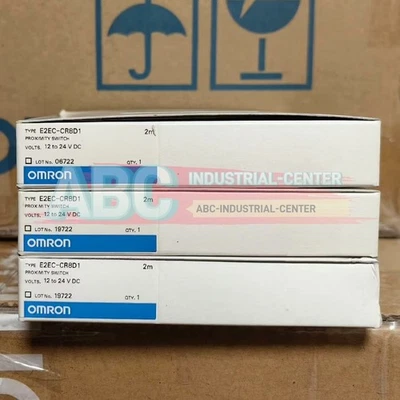 TYPE E2EC-CR8D1 2m
PROXIMITY SWITCH
VOLTS. 12 to 24 V DC
LOT No. 06722 QTY. 1
OMRON
ABC INDUSTRIAL-CENTER
ABC-INDUSTRIAL-CENTER
TYPE E2EC-CR8D1 2m
PROXIMITY SWITCH
VOLTS. 12 to 24 V DC
LOT No. 19722 QTY. 1
OMRON
TYPE E2EC-CR8D1 2m
PROXIMITY SWITCH
VOLTS. 12 to 24 V DC
LOT No. 19722 QTY. 1
OMRON